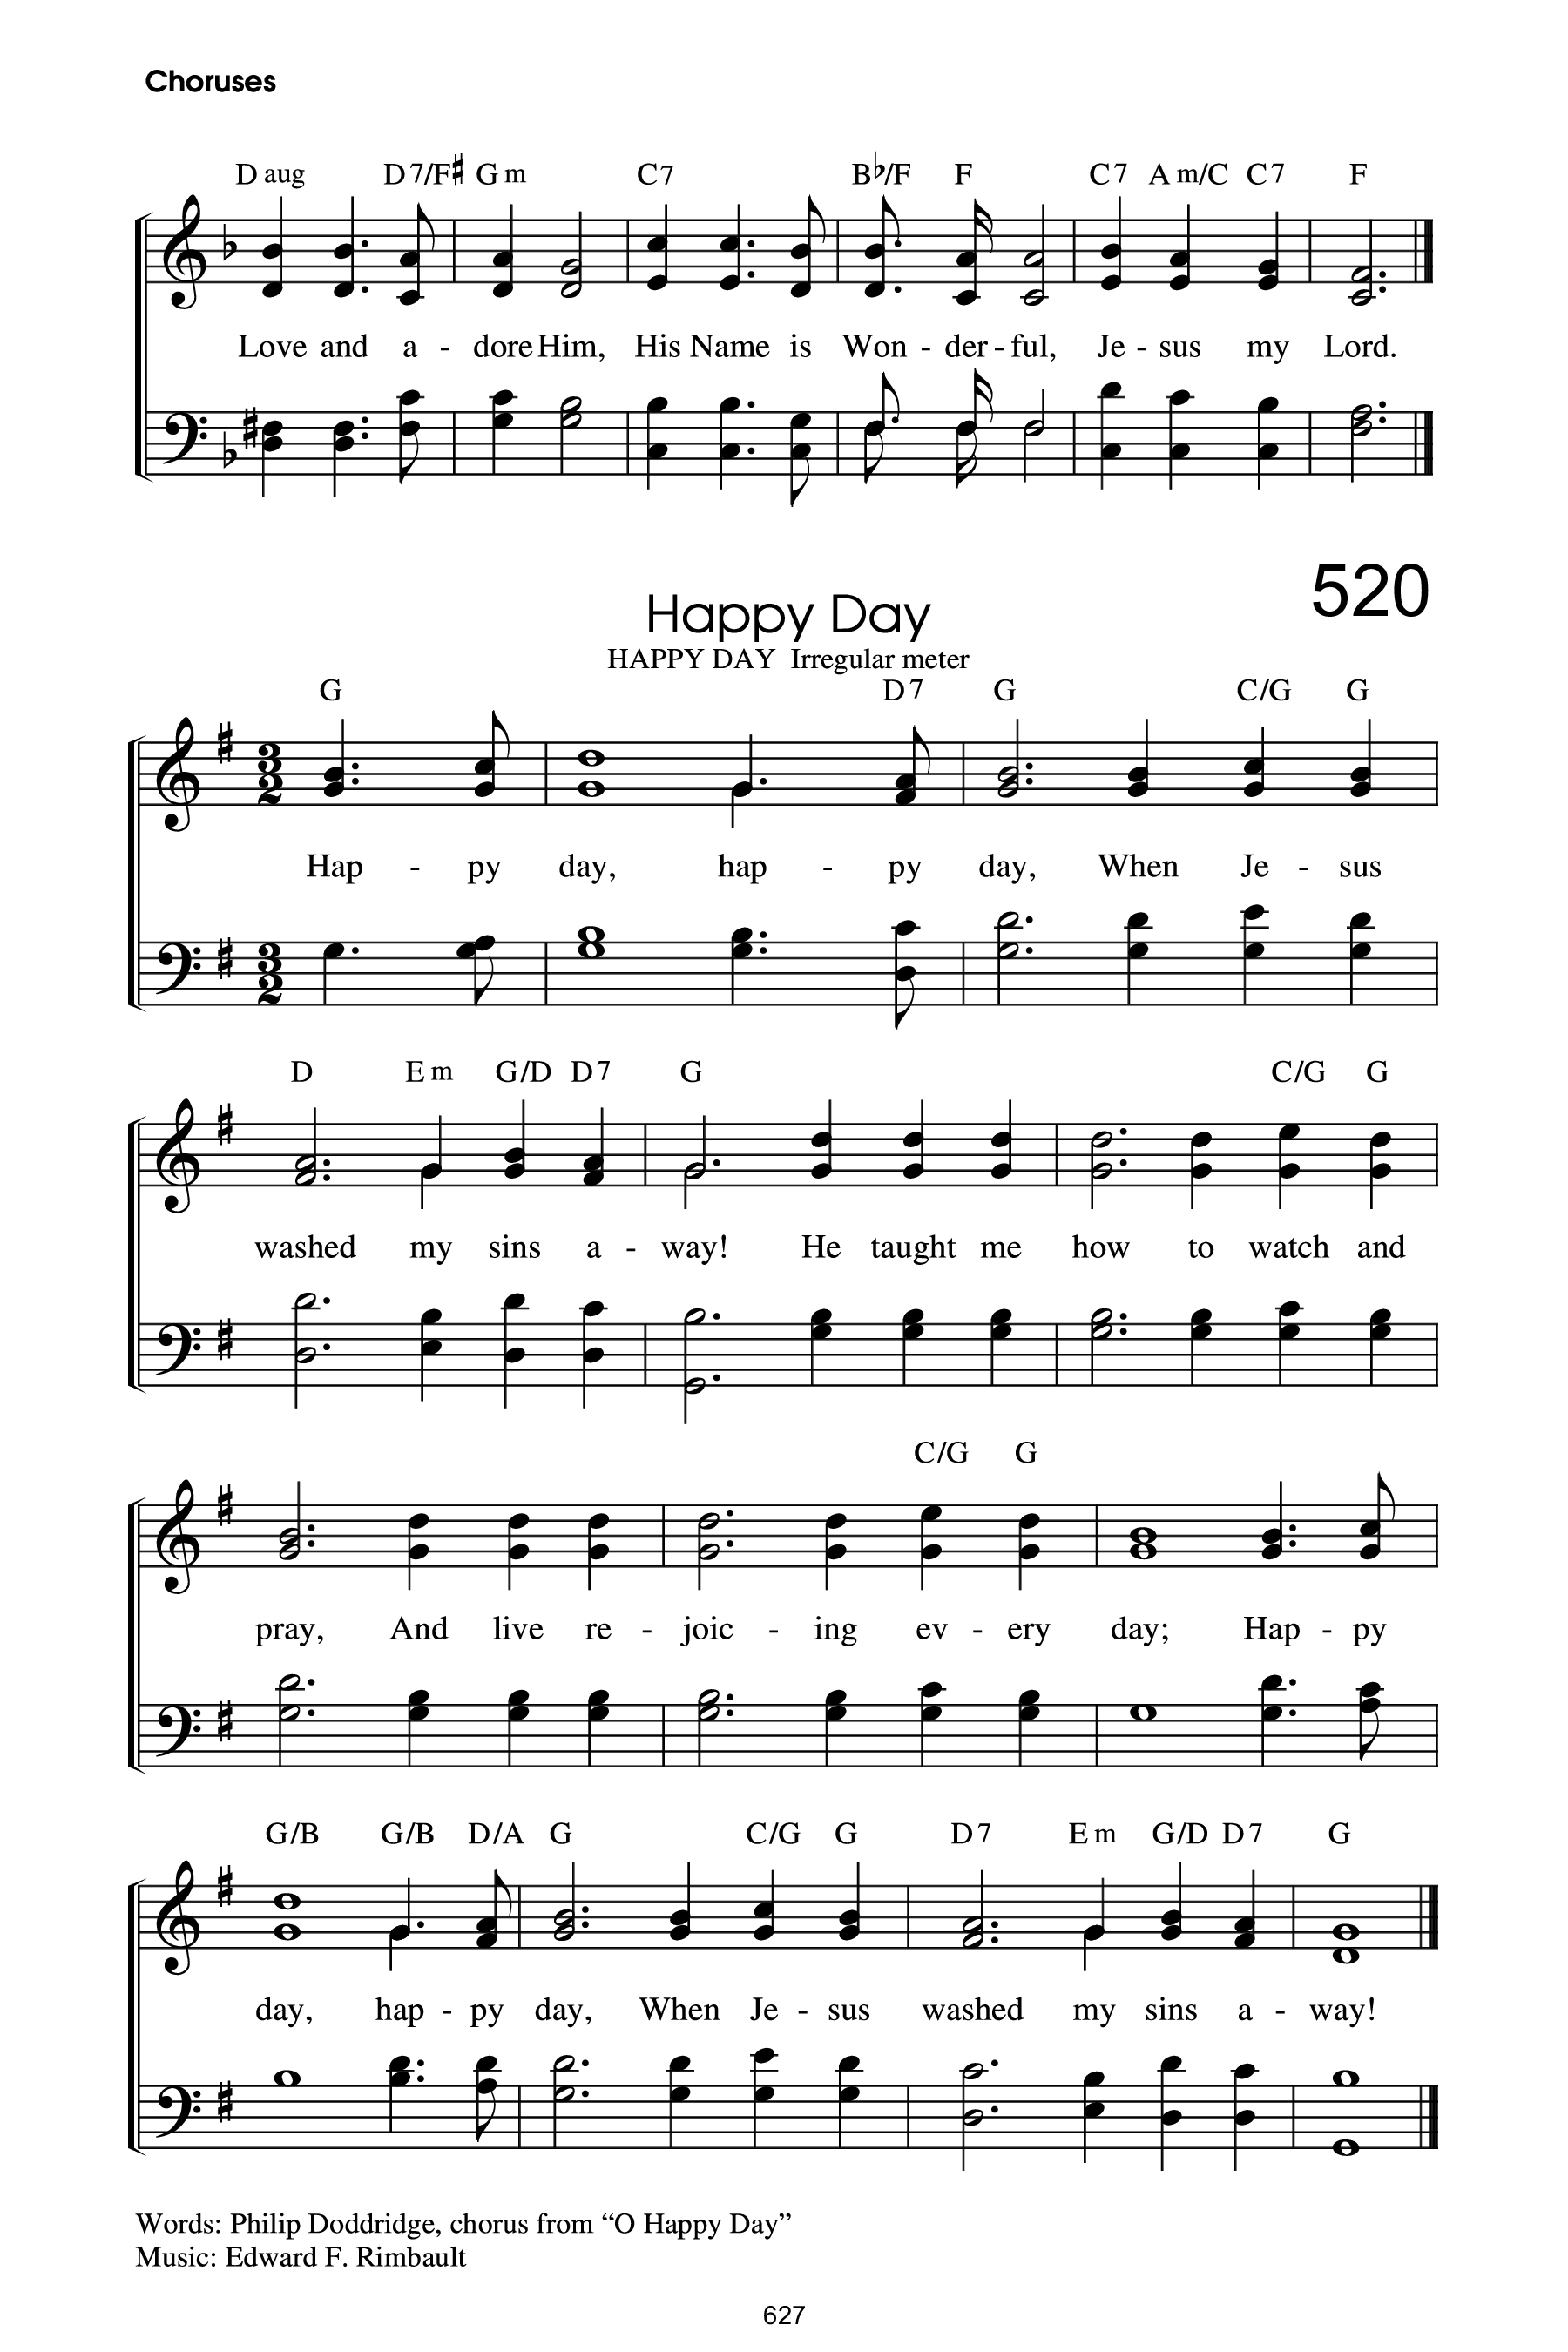 Choruses
D aug D7/F♯ G m C7 B♭/F F C7 A m/C C7 F
Love and a - dore Him, His Name is Won - der - ful, Je - sus my Lord.
520
Happy Day
HAPPY DAY Irregular meter
G D7 G C/G G
3 2
Hap - py day, hap - py day, When Je - sus
3 2
D E m G/D D7 G C/G G
washed my sins a - way! He taught me how to watch and
C/G G
pray, And live re - joic - ing ev - ery day; Hap - py
G/B G/B D/A G C/G G D7 E m G/D D7 G
day, hap - py day, When Je - sus washed my sins a - way!
Words: Philip Doddridge, chorus from “O Happy Day”
Music: Edward F. Rimbault
627